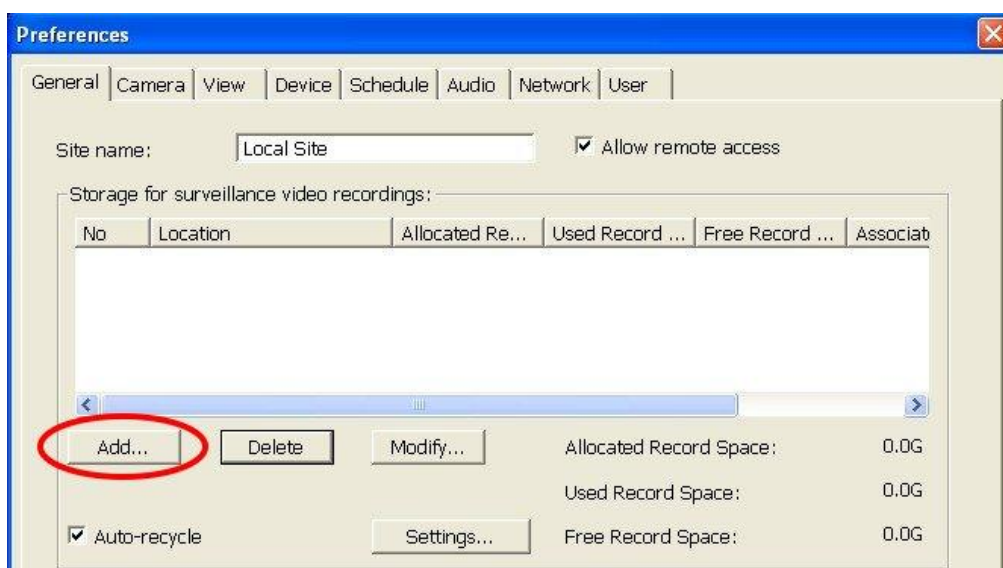 Preferences
General Camera View Device Schedule Audio Network User
Site name: Local Site Allow remote access
Storage for surveillance video recordings:
No Location Allocated Re... Used Record ... Free Record ... Associat
Add... Delete Modify... Allocated Record Space: 0.0G
Used Record Space: 0.0G
Auto-recycle Settings... Free Record Space: 0.0G